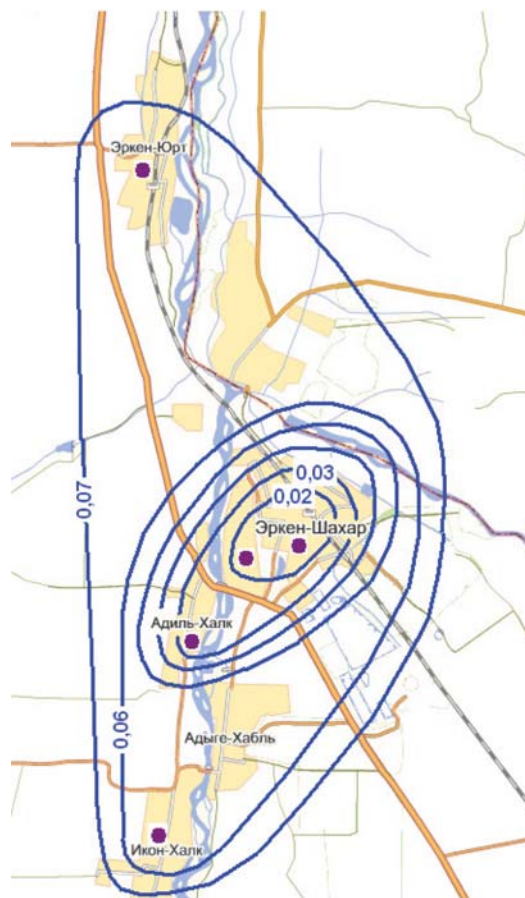 Эркен-Юрт
0,03
0,02
0,07
Эркен-Шахар
Адиль-Халк
0,06
Адыге-Хабль
Икон-Халк